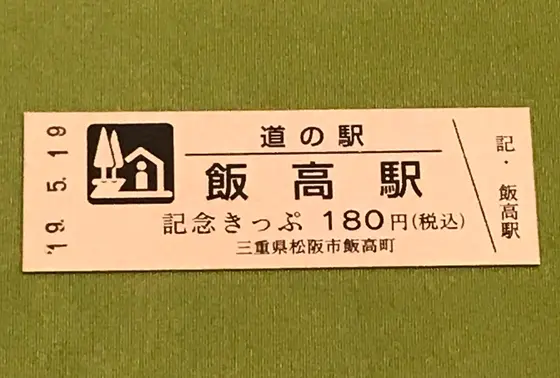 '19. 5. 19
道の駅
飯高駅
記念きっぷ 180円(税込)
三重県松阪市飯高町
記・飯高駅